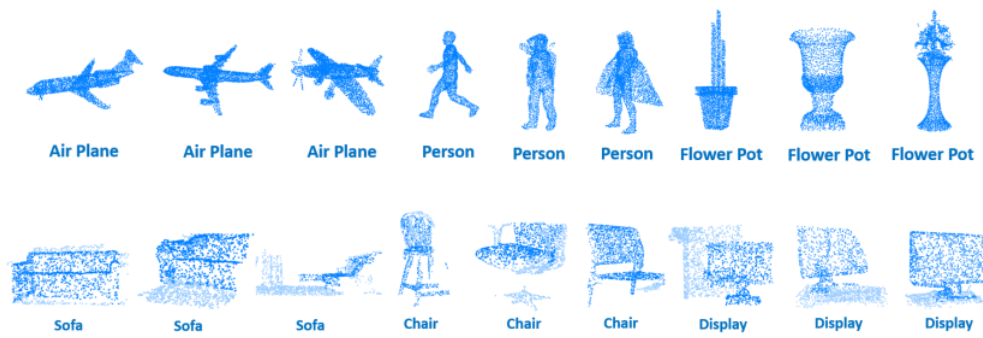 Air Plane Air Plane Air Plane Person Person Person Flower Pot Flower Pot Flower Pot
Sofa Sofa Sofa Chair Chair Chair Display Display Display